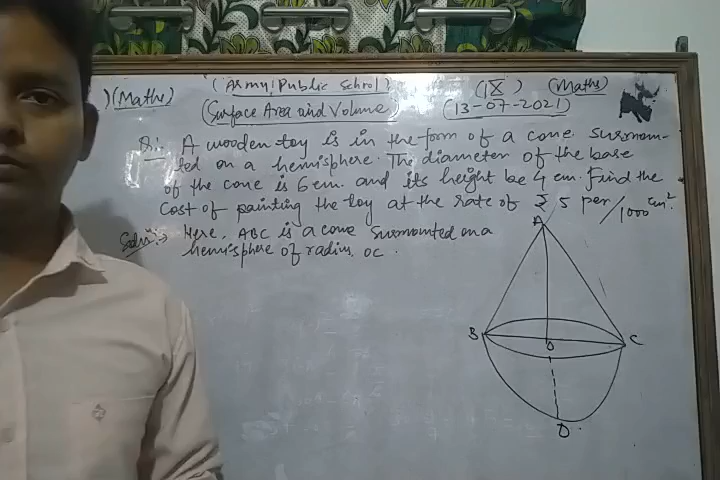 )(Maths) (Army Public School) (IX) (Maths)
(Surface Area and Volume) (13-07-2021)
Q1. A wooden toy is in the form of a cone surmoun-
ted on a hemisphere. The diameter of the base
of the cone is 6 cm. and its height be 4 cm. Find the
cost of painting the toy at the rate of ₹ 5 per/1000 cm².
Soln:-> Here, ABC is a cone surmounted on a
hemisphere of radius, OC.
A
B
O
C
D